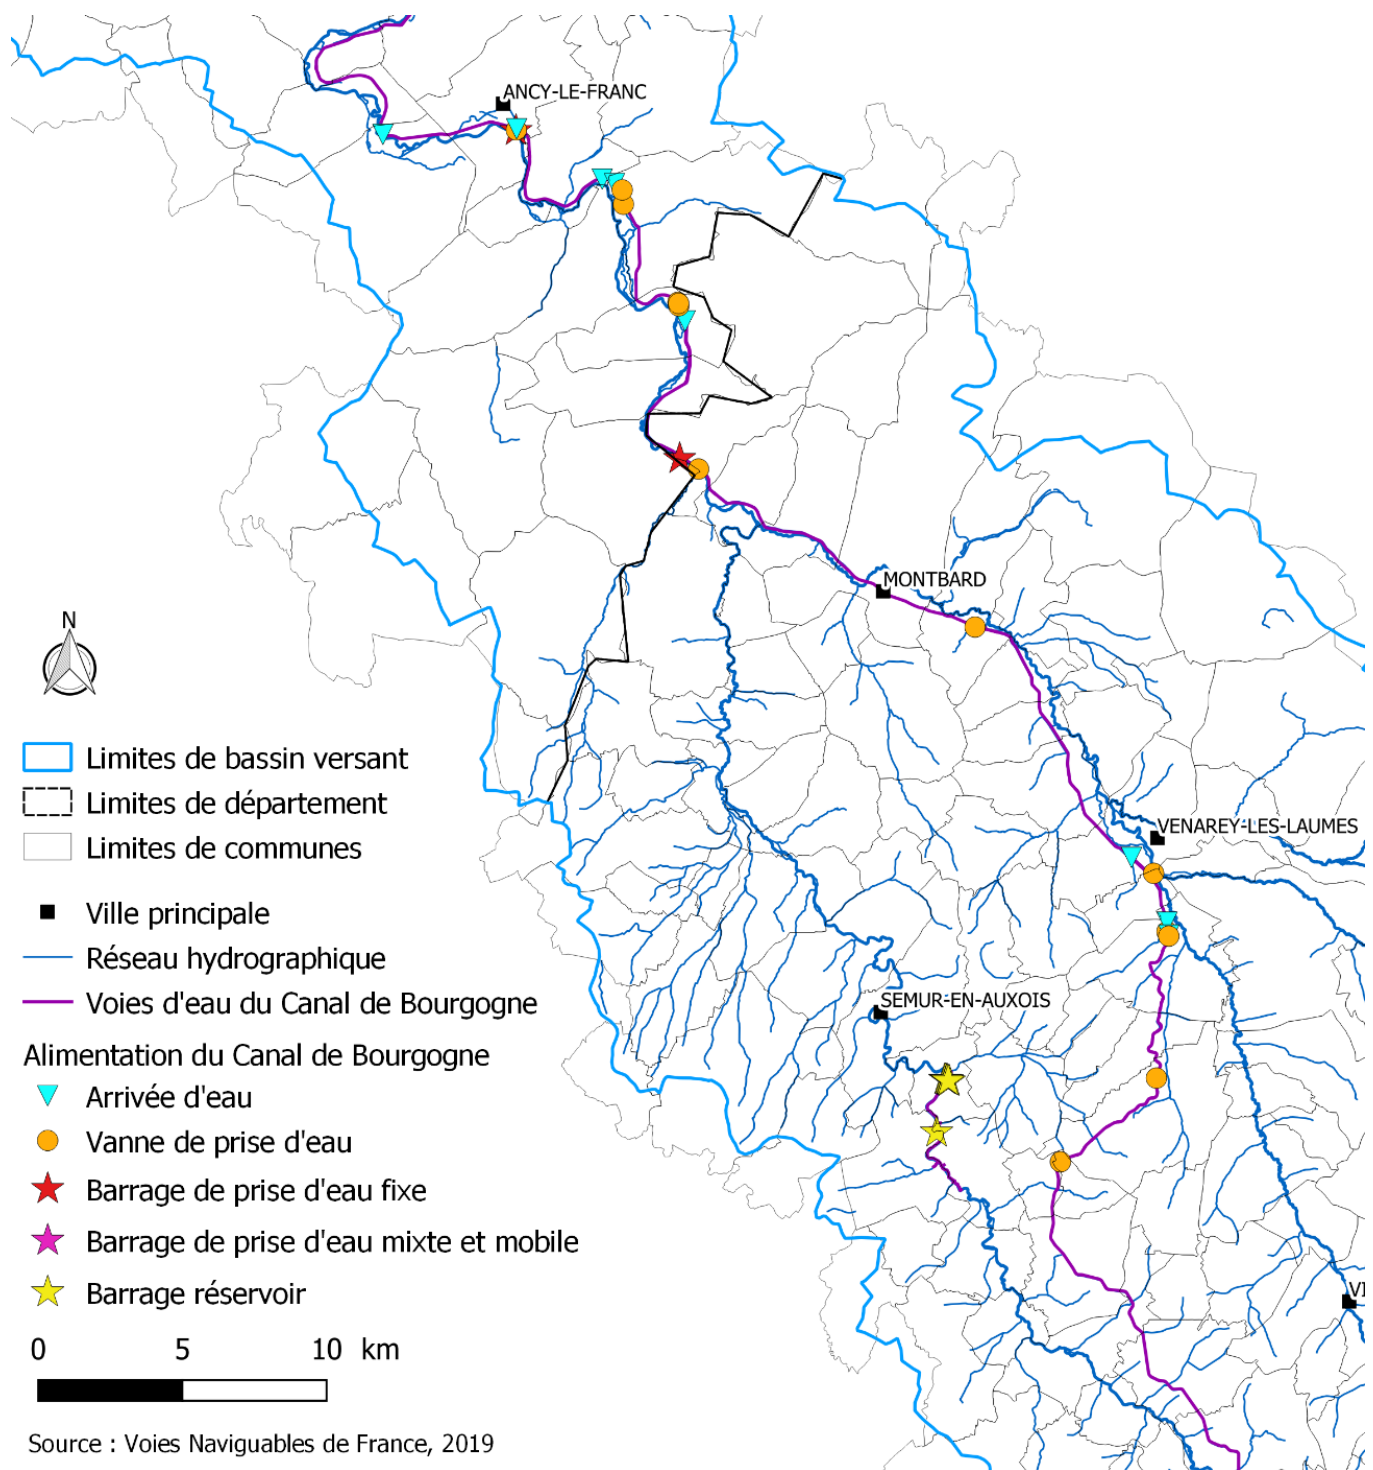 ANCY-LE-FRANC
MONTBARD
VENAREY-LES-LAUMES
SEMUR-EN-AUXOIS
VI
N
Limites de bassin versant
Limites de département
Limites de communes
Ville principale
Réseau hydrographique
Voies d'eau du Canal de Bourgogne
Alimentation du Canal de Bourgogne
Arrivée d'eau
Vanne de prise d'eau
Barrage de prise d'eau fixe
Barrage de prise d'eau mixte et mobile
Barrage réservoir
0 5 10 km
Source : Voies Naviguables de France, 2019